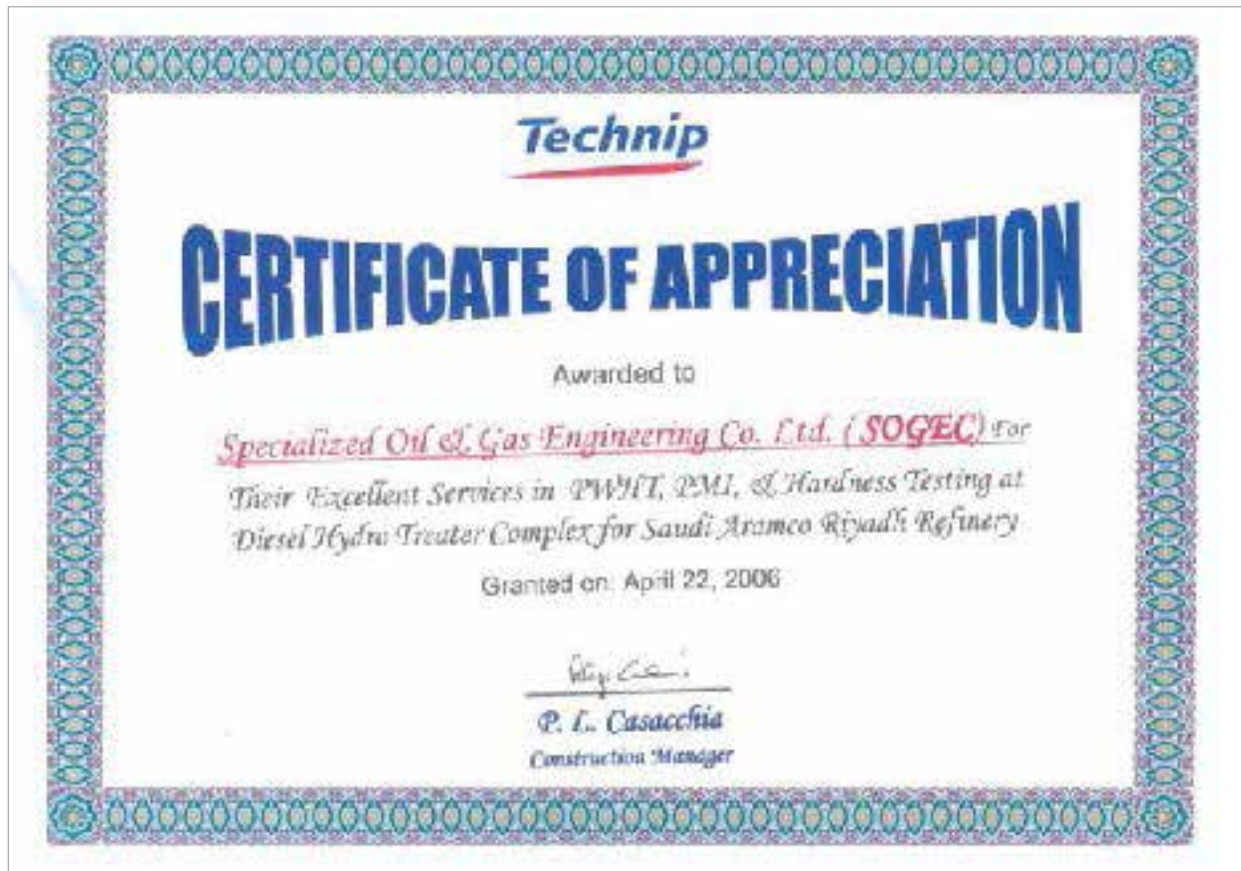 Technip
CERTIFICATE OF APPRECIATION
Awarded to
Specialized Oil & Gas Engineering Co. Ltd. (SOGEC) For
Their Excellent Services in PWHT, PMI, & Hardness Testing at
Diesel Hydro Treater Complex for Saudi Aramco Riyadh Refinery
Granted on: April 22, 2006
P. L. Casacchia
Construction Manager